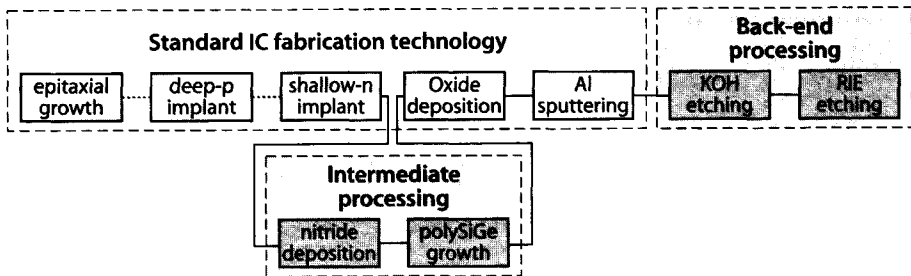 Standard IC fabrication technology
epitaxial
growth
deep-p
implant
shallow-n
implant
Oxide
deposition
Al
sputtering
Back-end
processing
KOH
etching
RIE
etching
Intermediate
processing
nitride
deposition
polySiGe
growth